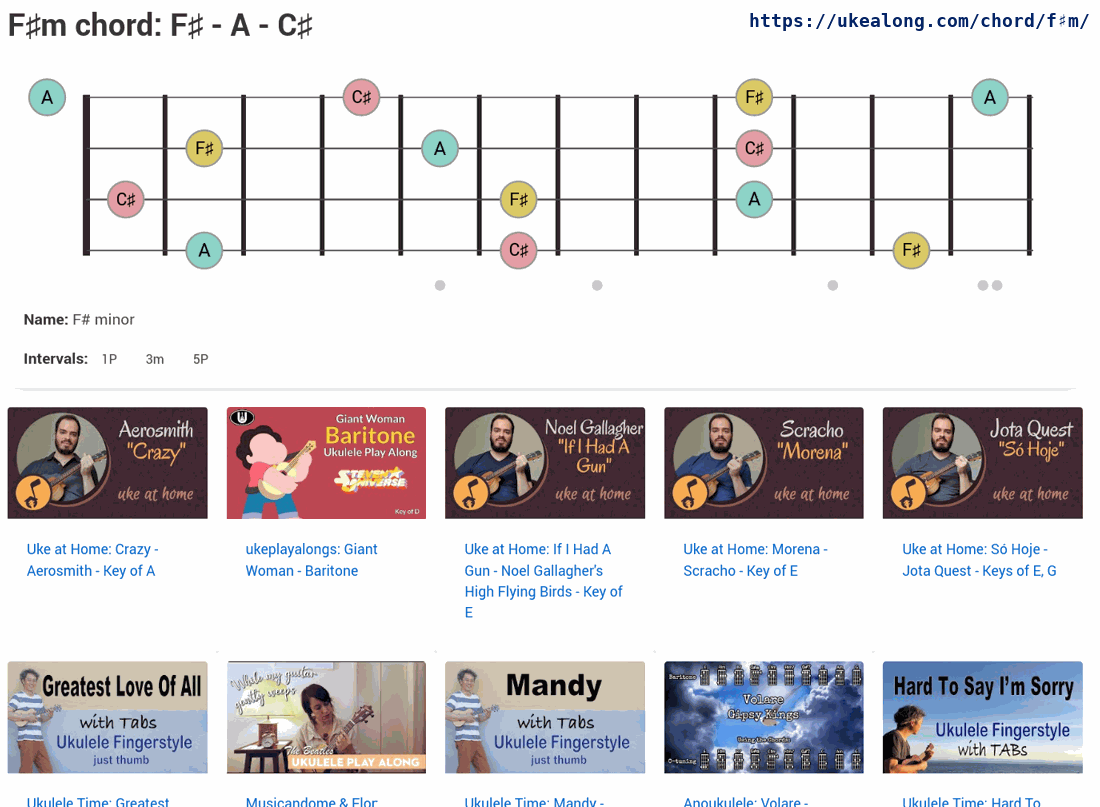 F♯m chord: F♯ - A - C♯
https://ukealong.com/chord/f♯m/
A
C♯
F♯
A
F♯
A
C♯
C♯
F♯
A
A
C♯
F♯
Name: F# minor
Intervals: 1P 3m 5P
Aerosmith
"Crazy"
uke at home
Giant Woman
Baritone
Ukulele Play Along
STEVEN
UNIVERSE
Key of D
Noel Gallagher
"If I Had A
Gun"
uke at home
Scracho
"Morena"
uke at home
Jota Quest
"Só Hoje"
uke at home
Uke at Home: Crazy -
Aerosmith - Key of A
ukeplayalongs: Giant
Woman - Baritone
Uke at Home: If I Had A
Gun - Noel Gallagher's
High Flying Birds - Key of
E
Uke at Home: Morena -
Scracho - Key of E
Uke at Home: Só Hoje -
Jota Quest - Keys of E, G
Greatest Love Of All
with Tabs
Ukulele Fingerstyle
just thumb
While my guitar
gently weeps
The Beatles
UKULELE PLAY ALONG
Mandy
with Tabs
Ukulele Fingerstyle
just thumb
Baritone
Volare
Gipsy Kings
Using the Chords:
C-tuning
Hard To Say I'm Sorry
Ukulele Fingerstyle
with TABs
Ukulele Time: Greatest
Musicandome & Flor
Ukulele Time: Mandy -
Anoukulele: Volare -
Ukulele Time: Hard To